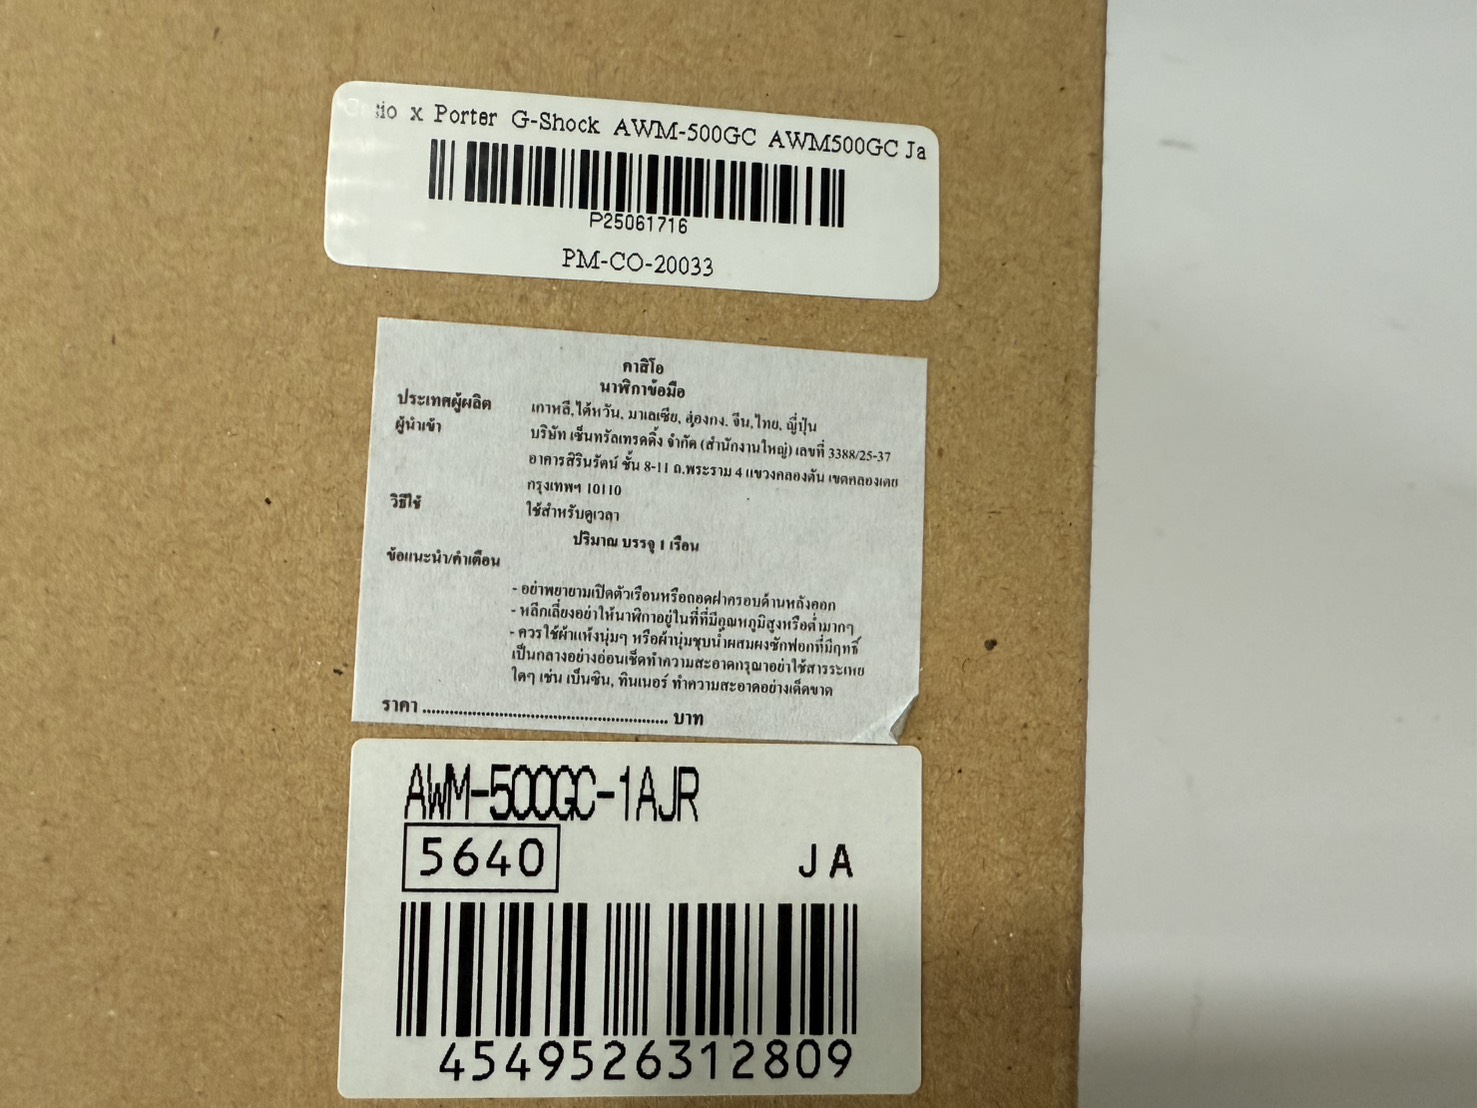 x Porter G-Shock AWM-500GC AWM500GC Ja
P25061716
PM-CO-20033
คาสิโอ
นาฬิกาข้อมือ
ประเทศผู้ผลิต เกาหลี, ไต้หวัน, มาเลเซีย, ฮ่องกง, จีน, ไทย, ญี่ปุ่น
ผู้นำเข้า บริษัท เซ็นทรัลเทรดดิ้ง จำกัด (สำนักงานใหญ่) เลขที่ 3388/25-37
อาคารสิรินรัตน์ ชั้น 8-11 ถ.พระราม 4 แขวงคลองตัน เขตคลองเตย
กรุงเทพฯ 10110
วิธีใช้ ใช้สำหรับดูเวลา
ปริมาณ บรรจุ 1 เรือน
ข้อแนะนำ/คำเตือน
- อย่าพยายามเปิดตัวเรือนหรือถอดฝาครอบด้านหลังออก
- หลีกเลี่ยงอย่าให้นาฬิกาอยู่ในที่ที่มีอุณหภูมิสูงหรือต่ำมากๆ
- ควรใช้ผ้าแห้งนุ่มๆ หรือผ้านุ่มชุบน้ำผสมผงซักฟอกที่มีฤทธิ์
เป็นกลางอย่างอ่อนเช็ดทำความสะอาดกรุณาอย่าใช้สารระเหย
ใดๆ เช่น เบ็นซิน, ทินเนอร์ ทำความสะอาดอย่างเด็ดขาด
ราคา ........................................................ บาท
AWM-500GC-1AJR
5640 JA
4549526312809